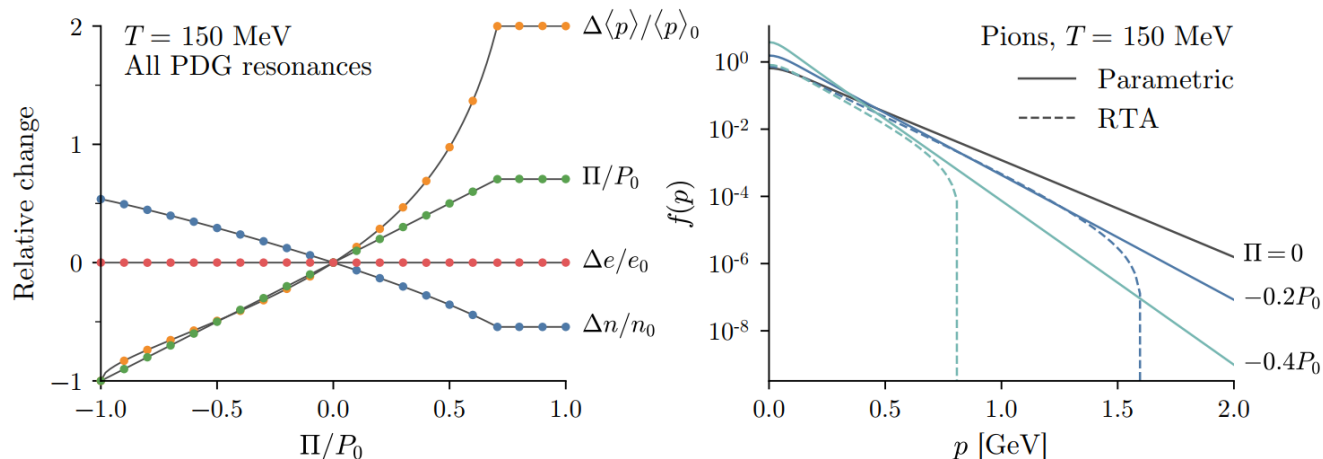 T = 150 MeV
All PDG resonances
Δ⟨p⟩/⟨p⟩₀
Π/P₀
Δe/e₀
Δn/n₀
Relative change
2
1
0
−1
−1.0
−0.5
0.0
0.5
1.0
Π/P₀
Pions, T = 150 MeV
Parametric
RTA
f(p)
10⁰
10⁻²
10⁻⁴
10⁻⁶
10⁻⁸
Π = 0
−0.2P₀
−0.4P₀
0.0
0.5
1.0
1.5
2.0
p [GeV]